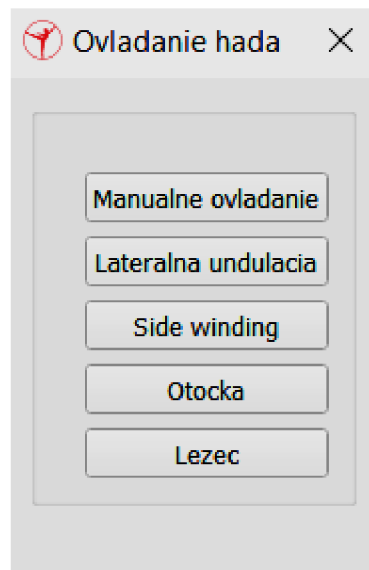 Ovladanie hada
Manualne ovladanie
Lateralna undulacia
Side winding
Otocka
Lezec